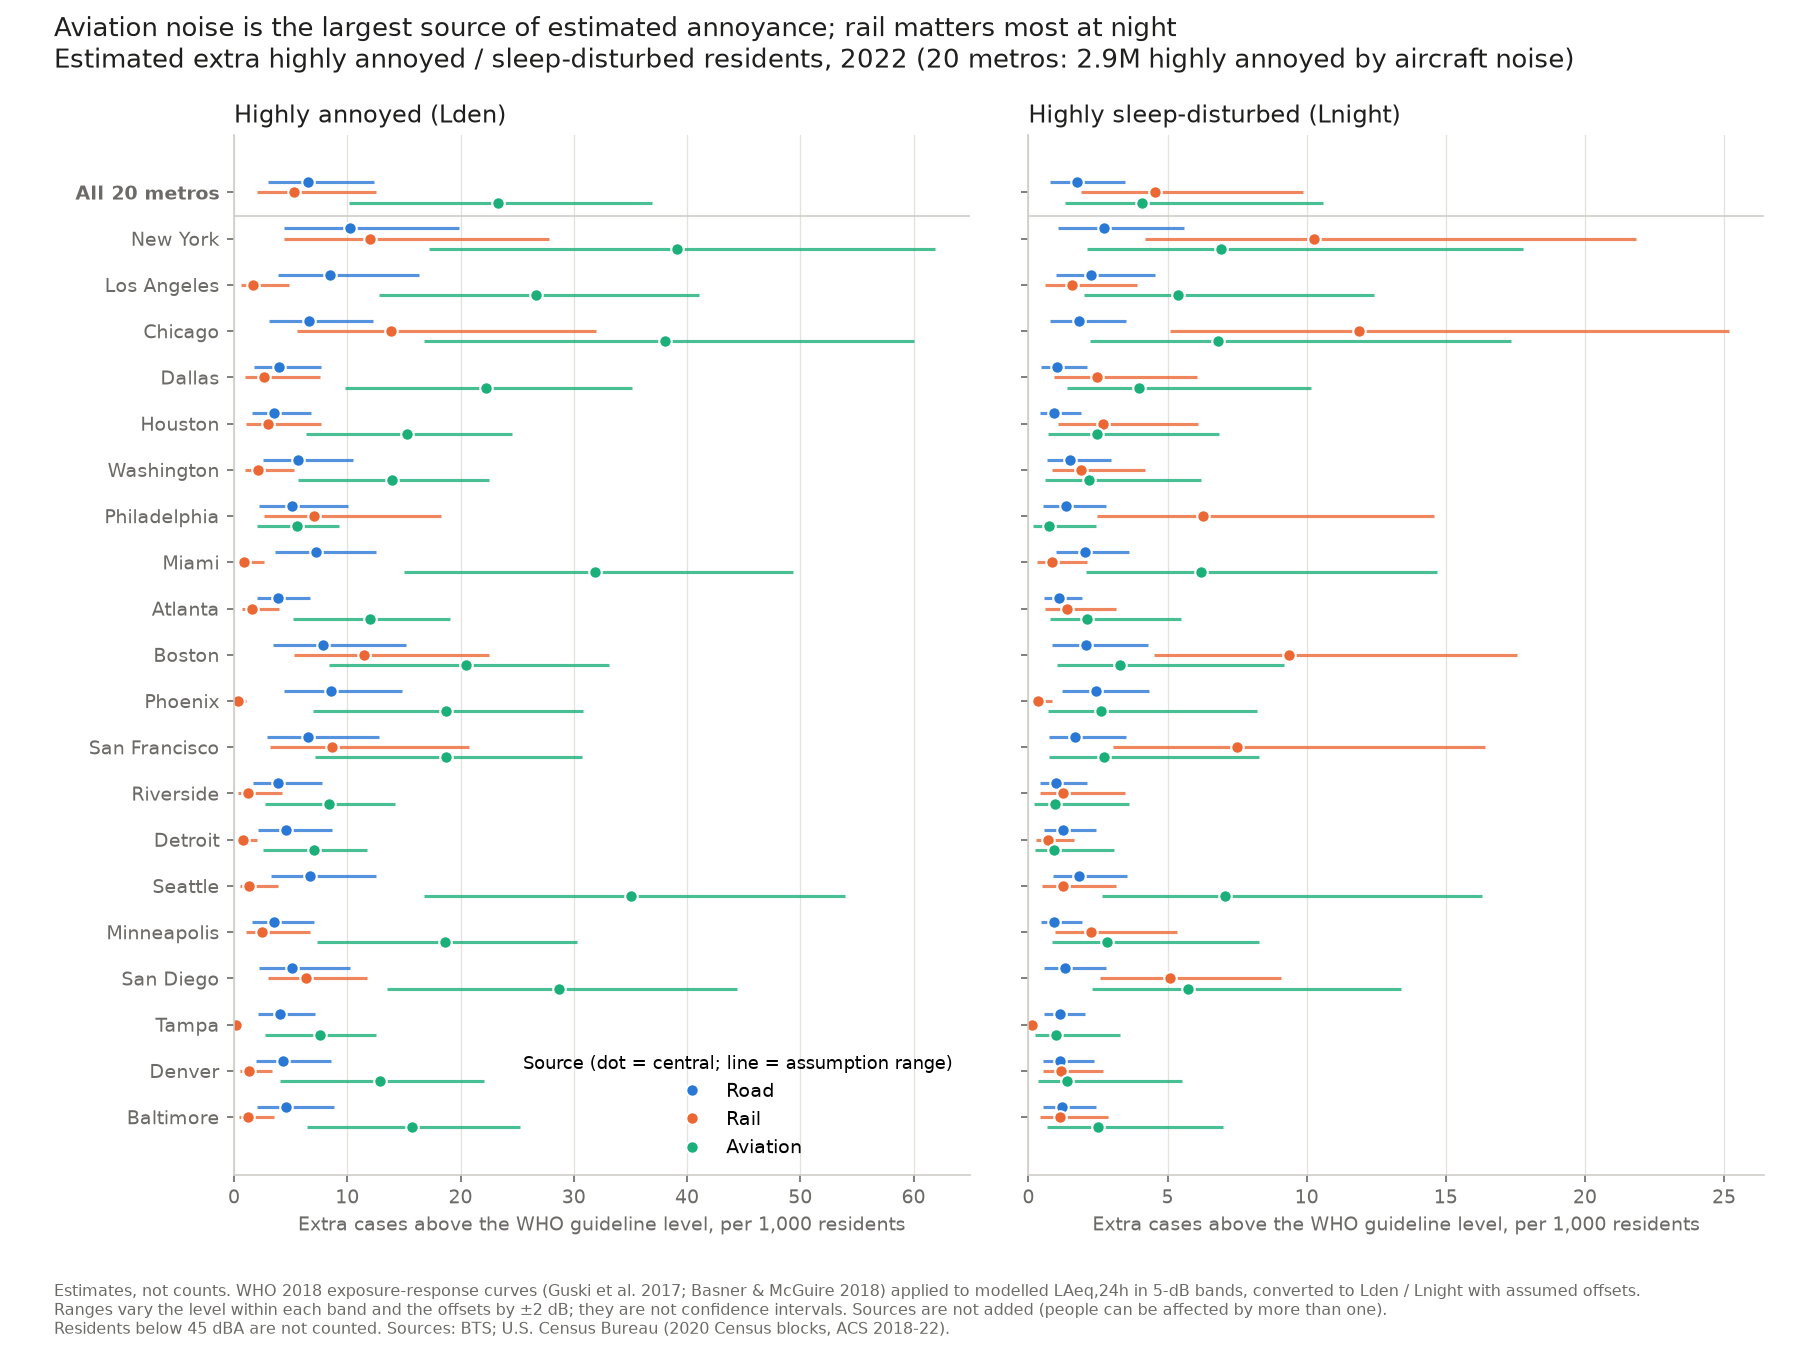 Aviation noise is the largest source of estimated annoyance; rail matters most at night
Estimated extra highly annoyed / sleep-disturbed residents, 2022 (20 metros: 2.9M highly annoyed by aircraft noise)
Highly annoyed (Lden)
Highly sleep-disturbed (Lnight)
All 20 metros
New York
Los Angeles
Chicago
Dallas
Houston
Washington
Philadelphia
Miami
Atlanta
Boston
Phoenix
San Francisco
Riverside
Detroit
Seattle
Minneapolis
San Diego
Tampa
Denver
Baltimore
Source (dot = central; line = assumption range)
Road
Rail
Aviation
0 10 20 30 40 50 60
0 5 10 15 20 25
Extra cases above the WHO guideline level, per 1,000 residents
Extra cases above the WHO guideline level, per 1,000 residents
Estimates, not counts. WHO 2018 exposure-response curves (Guski et al. 2017; Basner & McGuire 2018) applied to modelled LAeq,24h in 5-dB bands, converted to Lden / Lnight with assumed offsets.
Ranges vary the level within each band and the offsets by ±2 dB; they are not confidence intervals. Sources are not added (people can be affected by more than one).
Residents below 45 dBA are not counted. Sources: BTS; U.S. Census Bureau (2020 Census blocks, ACS 2018-22).